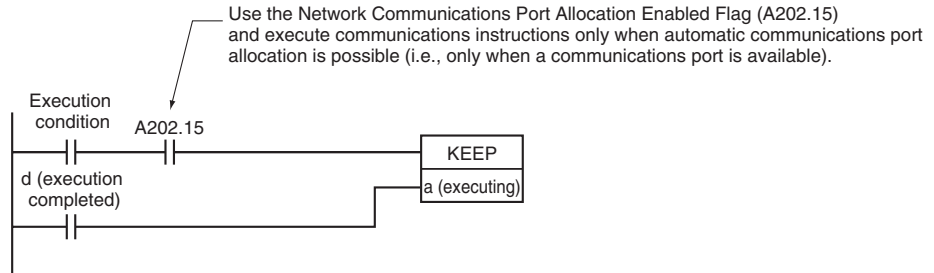 Use the Network Communications Port Allocation Enabled Flag (A202.15)
and execute communications instructions only when automatic communications port
allocation is possible (i.e., only when a communications port is available).
Execution
condition
A202.15
KEEP
a (executing)
d (execution
completed)